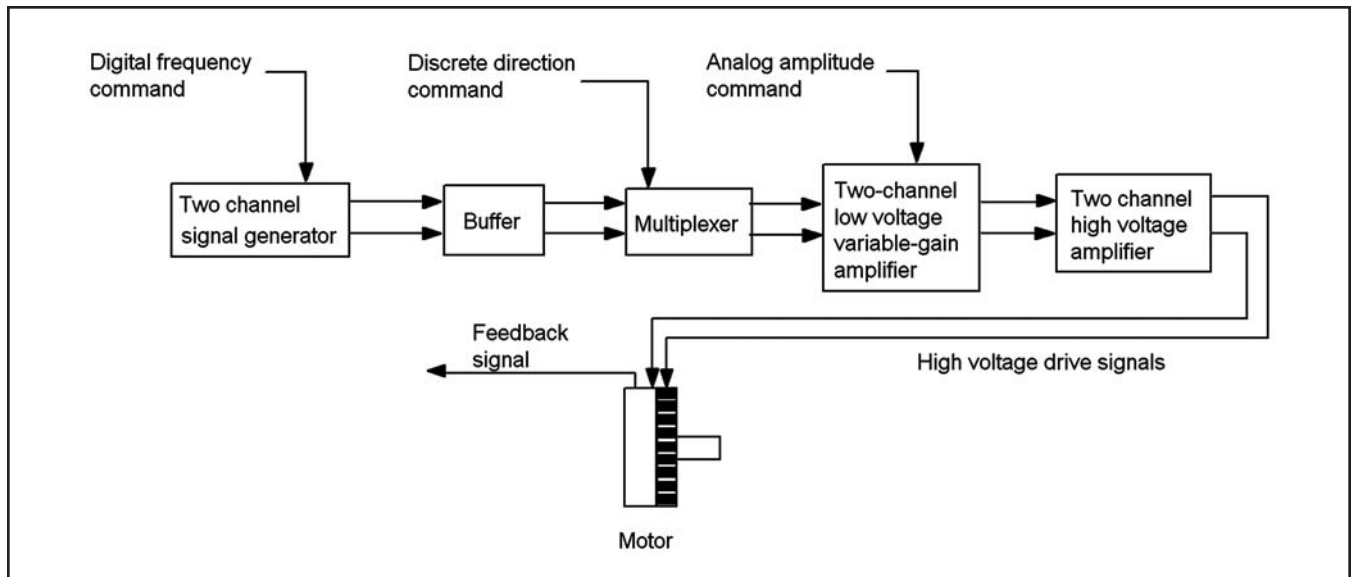 Digital frequency
command
Discrete direction
command
Analog amplitude
command
Two channel
signal generator
Buffer
Multiplexer
Two-channel
low voltage
variable-gain
amplifier
Two channel
high voltage
amplifier
Feedback
signal
High voltage drive signals
Motor